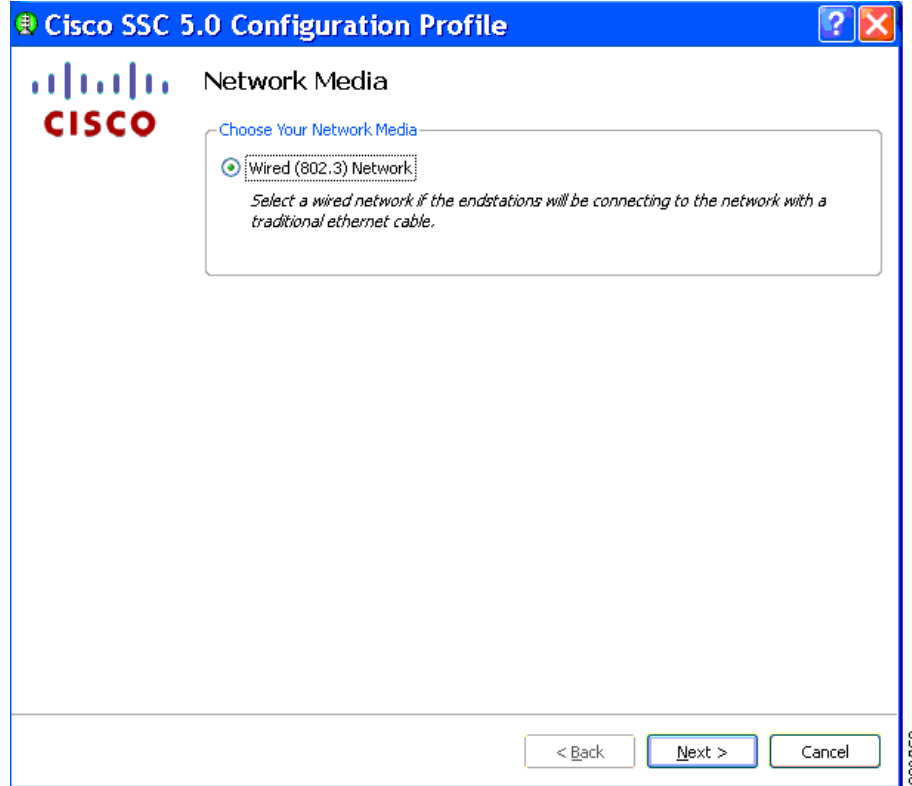 Cisco SSC 5.0 Configuration Profile
?
CISCO
Network Media
Choose Your Network Media
Wired (802.3) Network
Select a wired network if the endstations will be connecting to the network with a
traditional ethernet cable.
< Back
Next >
Cancel